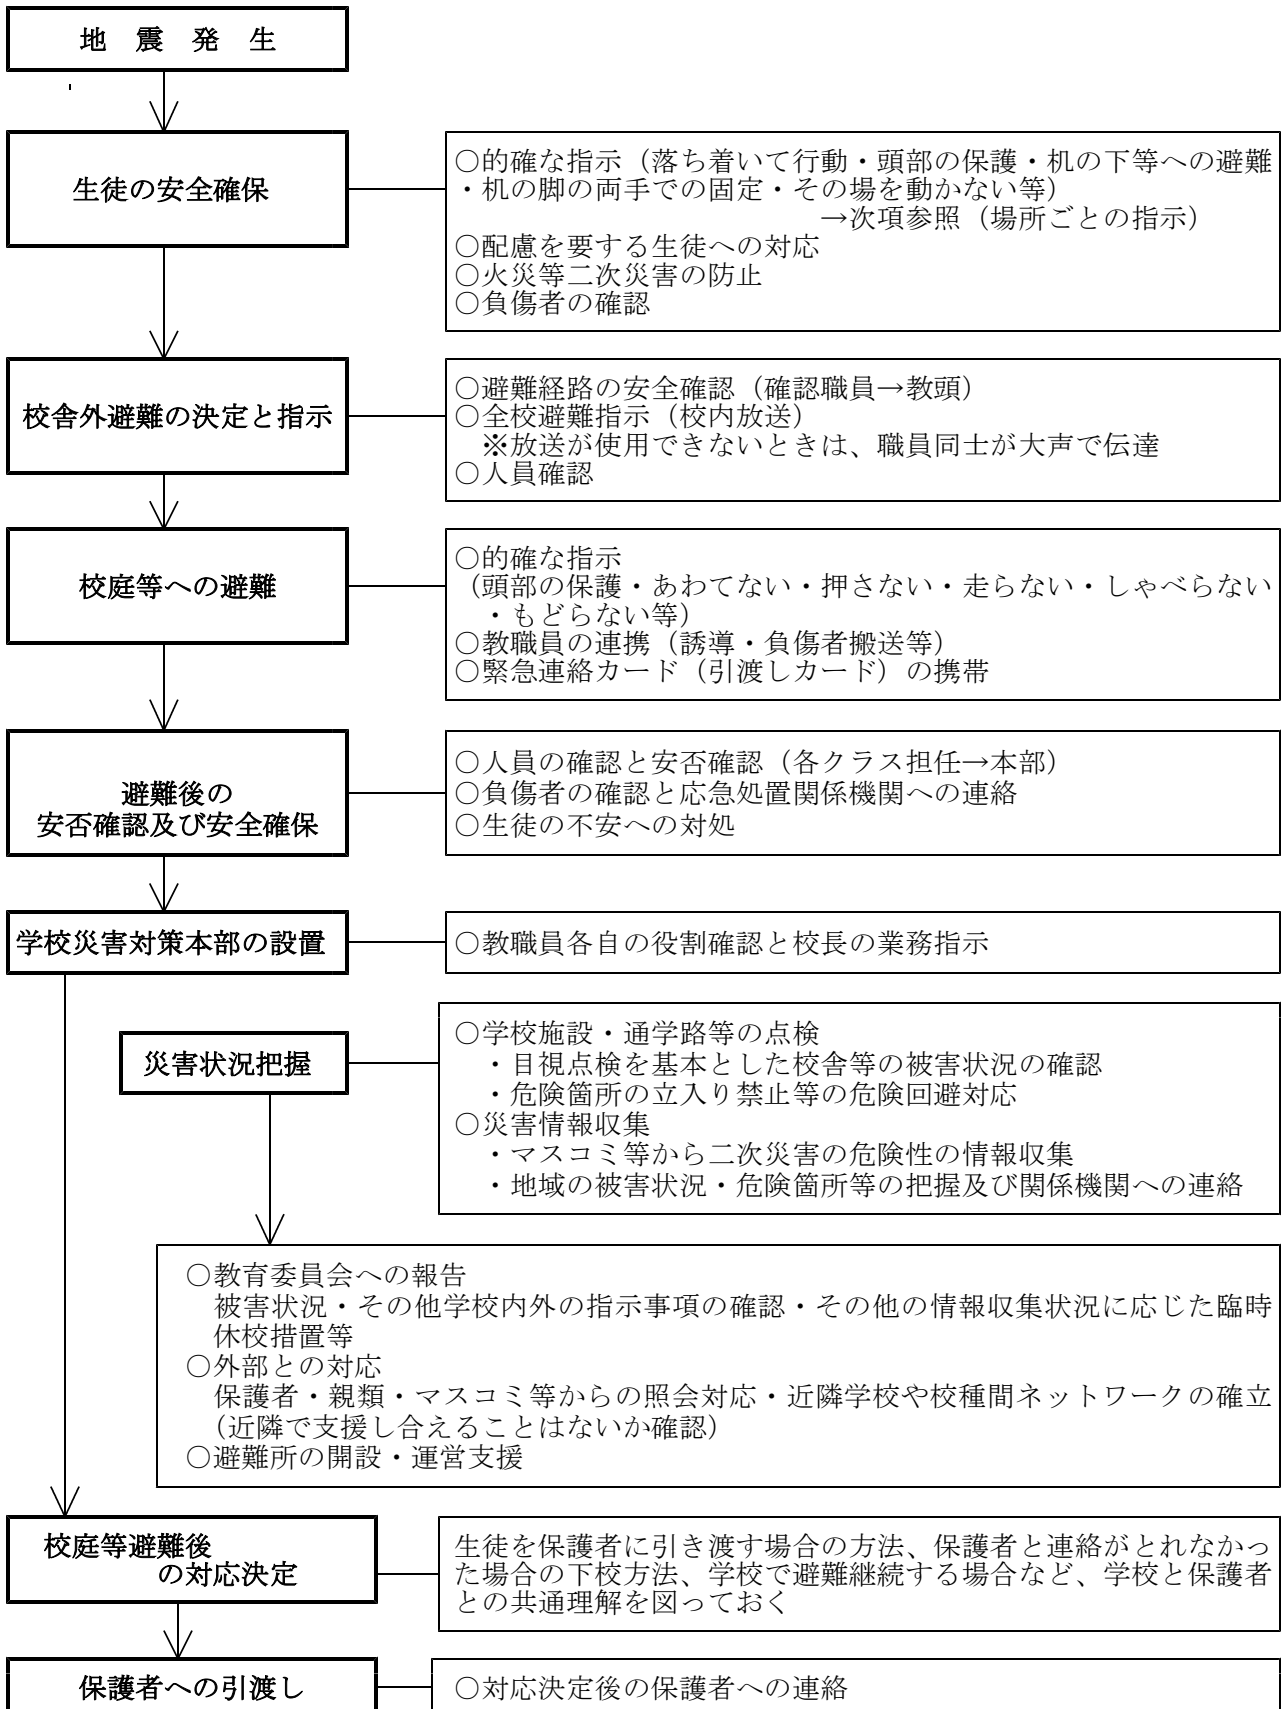 地　震　発　生
生徒の安全確保
○的確な指示（落ち着いて行動・頭部の保護・机の下等への避難
・机の脚の両手での固定・その場を動かない等）
→次項参照（場所ごとの指示）
○配慮を要する生徒への対応
○火災等二次災害の防止
○負傷者の確認
校舎外避難の決定と指示
○避難経路の安全確認（確認職員→教頭）
○全校避難指示（校内放送）
※放送が使用できないときは、職員同士が大声で伝達
○人員確認
校庭等への避難
○的確な指示
（頭部の保護・あわてない・押さない・走らない・しゃべらない
・もどらない等）
○教職員の連携（誘導・負傷者搬送等）
○緊急連絡カード（引渡しカード）の携帯
避難後の
安否確認及び安全確保
○人員の確認と安否確認（各クラス担任→本部）
○負傷者の確認と応急処置関係機関への連絡
○生徒の不安への対処
学校災害対策本部の設置
○教職員各自の役割確認と校長の業務指示
災害状況把握
○学校施設・通学路等の点検
・目視点検を基本とした校舎等の被害状況の確認
・危険箇所の立入り禁止等の危険回避対応
○災害情報収集
・マスコミ等から二次災害の危険性の情報収集
・地域の被害状況・危険箇所等の把握及び関係機関への連絡
○教育委員会への報告
被害状況・その他学校内外の指示事項の確認・その他の情報収集状況に応じた臨時
休校措置等
○外部との対応
保護者・親類・マスコミ等からの照会対応・近隣学校や校種間ネットワークの確立
（近隣で支援し合えることはないか確認）
○避難所の開設・運営支援
校庭等避難後
の対応決定
生徒を保護者に引き渡す場合の方法、保護者と連絡がとれなかっ
た場合の下校方法、学校で避難継続する場合など、学校と保護者
との共通理解を図っておく
保護者への引渡し
○対応決定後の保護者への連絡